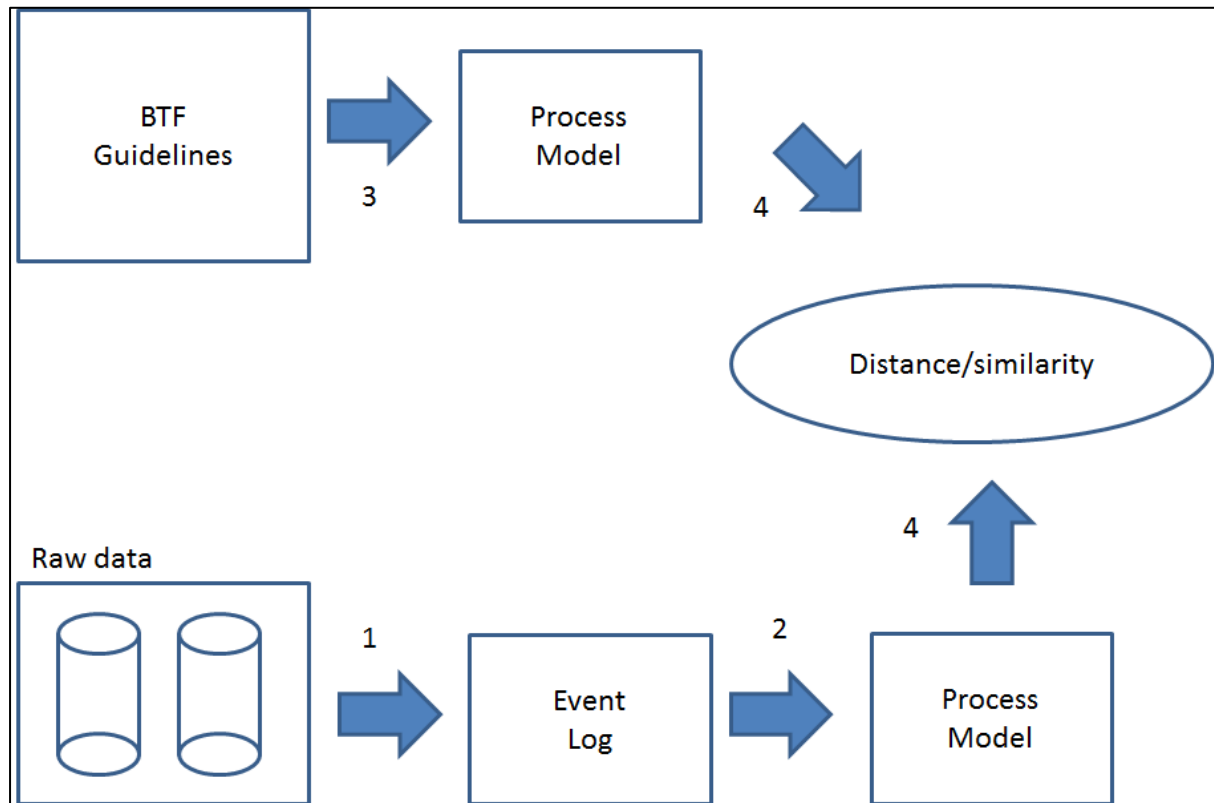 BTF
Guidelines
3
Process
Model
4
Distance/similarity
4
Raw data
1
Event
Log
2
Process
Model